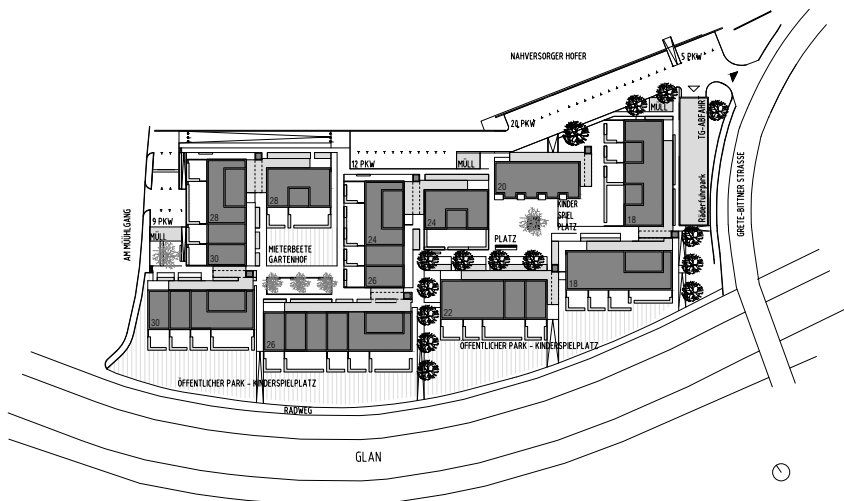 NAHVERSORGER HOFER
5 PKW
20 PKW
MÜLL
TG-ABFAHRT
Räderfuhrpark
GRETE-BITTNER STRASSE
12 PKW
MÜLL
20
18
KINDER
SPIEL
PLATZ
PLATZ
28
28
24
24
AM MÜÜHLGANG
9 PKW
MÜLL
30
MIETERBEETE
GARTENHOF
26
18
30
26
22
ÖFFENTLICHER PARK - KINDERSPIELPLATZ
ÖFFENTLICHER PARK - KINDERSPIELPLATZ
RADWEG
GLAN